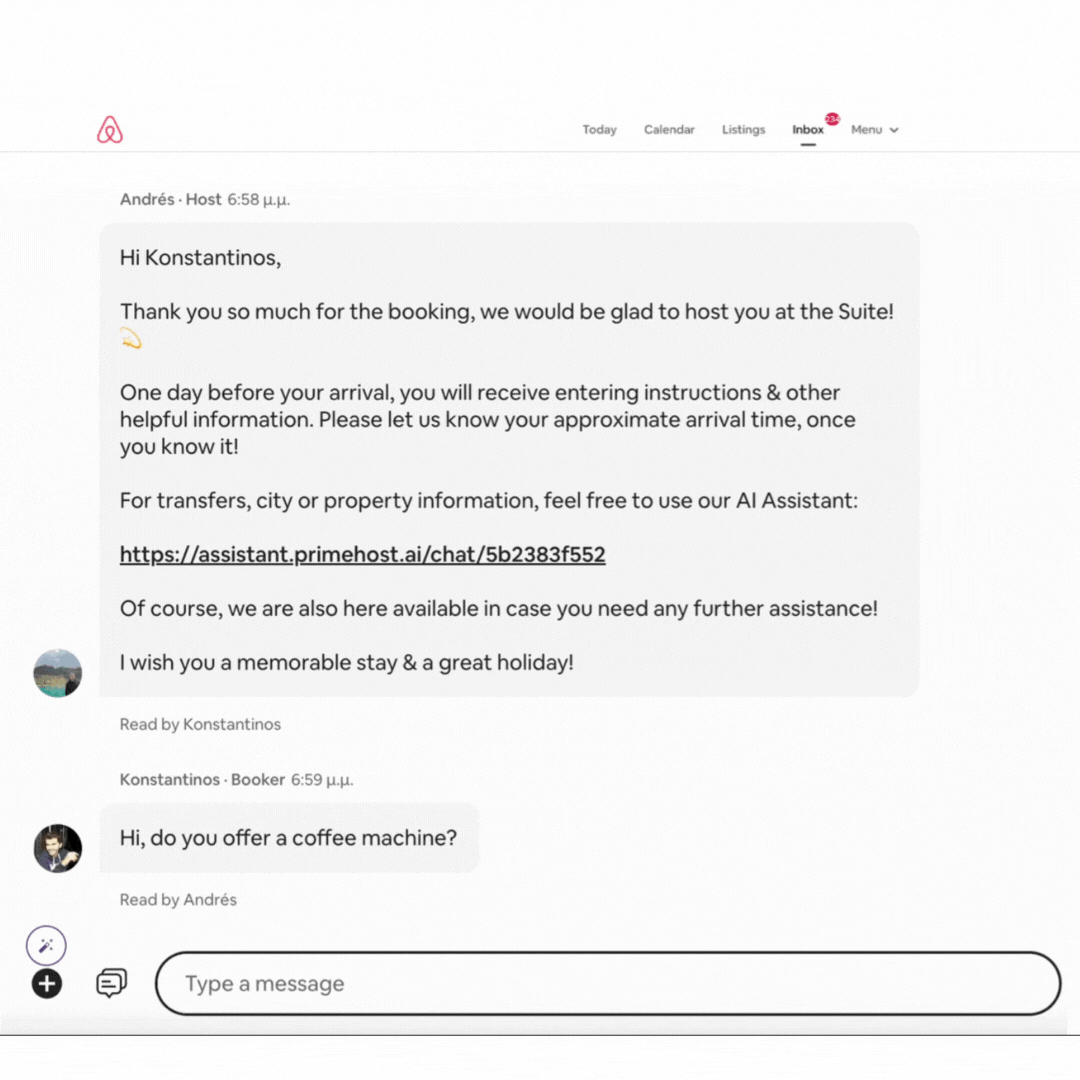 Today Calendar Listings Inbox 234 Menu
Andrés · Host 6:58 μ.μ.
Hi Konstantinos,
Thank you so much for the booking, we would be glad to host you at the Suite!
💫
One day before your arrival, you will receive entering instructions & other
helpful information. Please let us know your approximate arrival time, once
you know it!
For transfers, city or property information, feel free to use our AI Assistant:
https://assistant.primehost.ai/chat/5b2383f552
Of course, we are also here available in case you need any further assistance!
I wish you a memorable stay & a great holiday!
Read by Konstantinos
Konstantinos · Booker 6:59 μ.μ.
Hi, do you offer a coffee machine?
Read by Andrés
Type a message